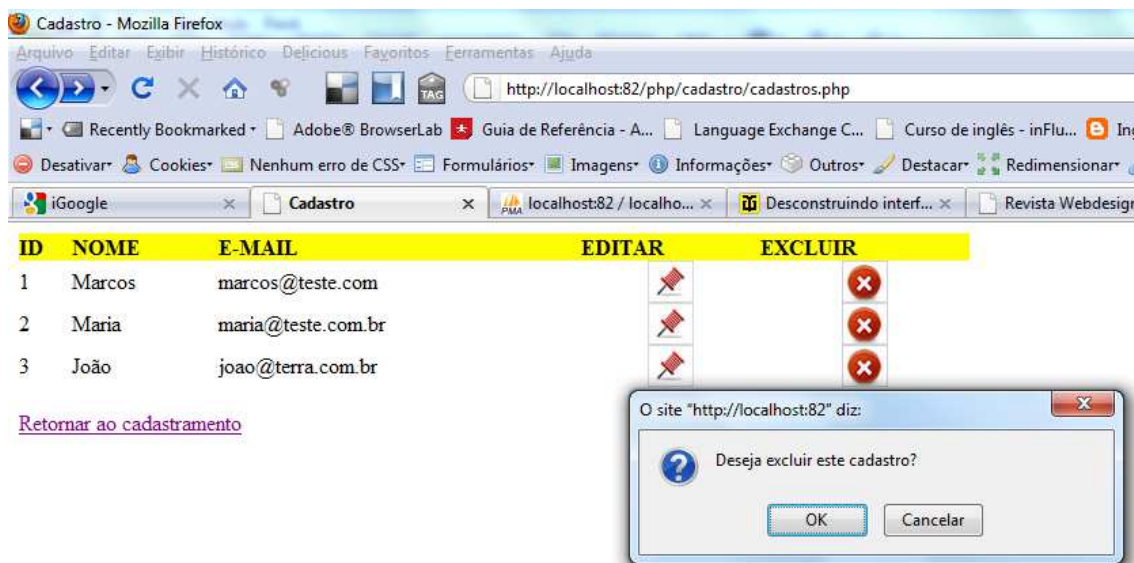 Cadastro - Mozilla Firefox
Arquivo Editar Exibir Histórico Delicious Favoritos Ferramentas Ajuda
TAG http://localhost:82/php/cadastro/cadastros.php
Recently Bookmarked Adobe® BrowserLab Guia de Referência - A... Language Exchange C... Curso de inglês - inFlu... Ing
Desativar Cookies Nenhum erro de CSS Formulários Imagens Informações Outros Destacar Redimensionar
iGoogle Cadastro PMA localhost:82 / localho... Desconstruindo interf... Revista Webdesign
ID NOME E-MAIL EDITAR EXCLUIR
1 Marcos marcos@teste.com
2 Maria maria@teste.com.br
3 João joao@terra.com.br
Retornar ao cadastramento
O site "http://localhost:82" diz:
Deseja excluir este cadastro?
OK Cancelar